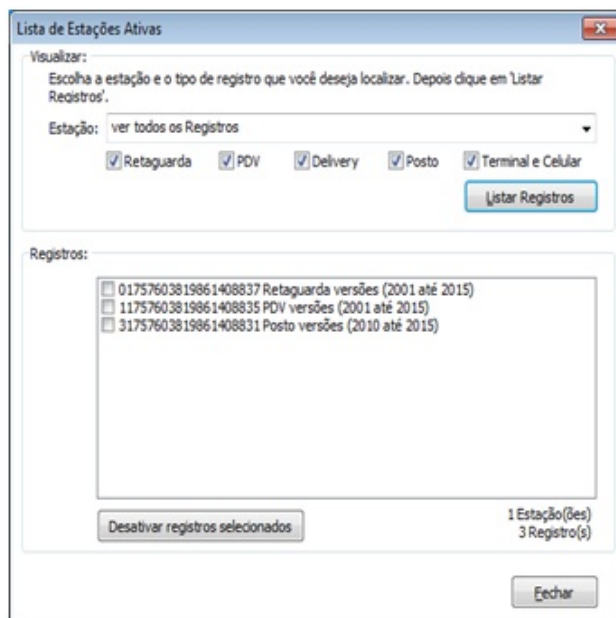 Lista de Estações Ativas
Visualizar:
Escolha a estação e o tipo de registro que você deseja localizar. Depois clique em 'Listar
Registros'.
Estação: ver todos os Registros
Retaguarda PDV Delivery Posto Terminal e Celular
Listar Registros
Registros:
01757603819861408837 Retaguarda versões (2001 até 2015)
11757603819861408835 PDV versões (2001 até 2015)
31757603819861408831 Posto versões (2010 até 2015)
Desativar registros selecionados
1 Estação(ões)
3 Registro(s)
Fechar